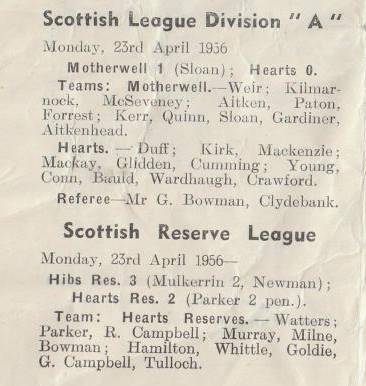 Scottish League Division "A"
Monday, 23rd April 1956
Motherwell 1 (Sloan); Hearts 0.
Teams: Motherwell.—Weir; Kilmar-
nock, McSeveney; Aitken, Paton,
Forrest; Kerr, Quinn, Sloan, Gardiner,
Aitkenhead.
Hearts. — Duff; Kirk, Mackenzie;
Mackay, Glidden, Cumming; Young,
Conn, Bauld, Wardhaugh, Crawford.
Referee—Mr G. Bowman, Clydebank.
Scottish Reserve League
Monday, 23rd April 1956—
Hibs Res. 3 (Mulkerrin 2, Newman);
Hearts Res. 2 (Parker 2 pen.).
Team: Hearts Reserves. — Watters;
Parker, R. Campbell; Murray, Milne,
Bowman; Hamilton, Whittle, Goldie,
G. Campbell, Tulloch.